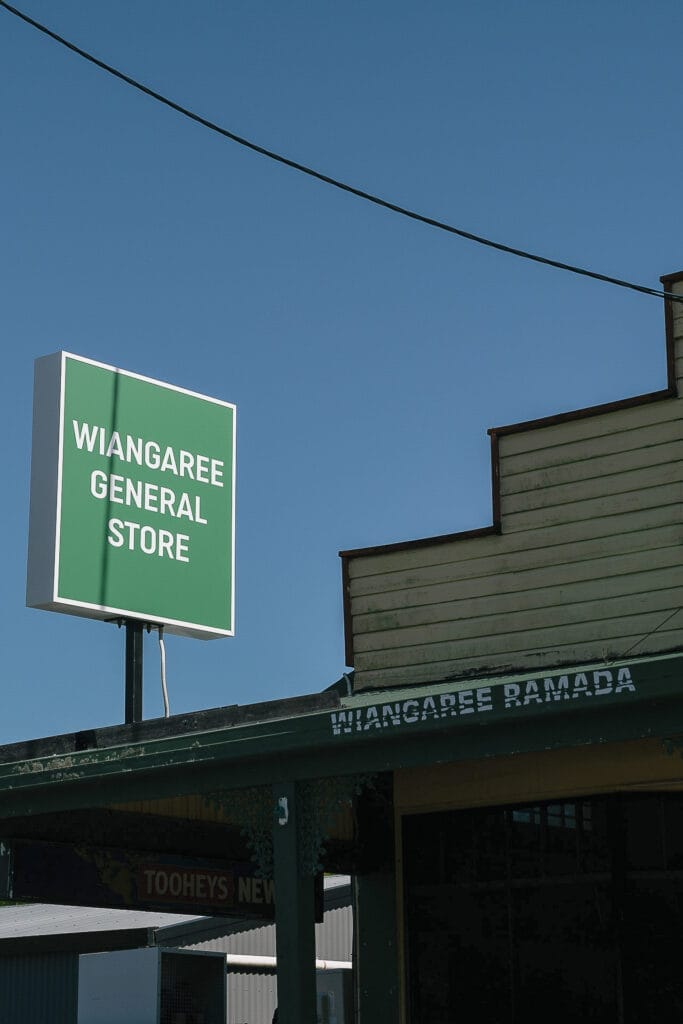 WIANGAREE
GENERAL
STORE
WIANGAREE RAMADA
TOOHEYS NEW